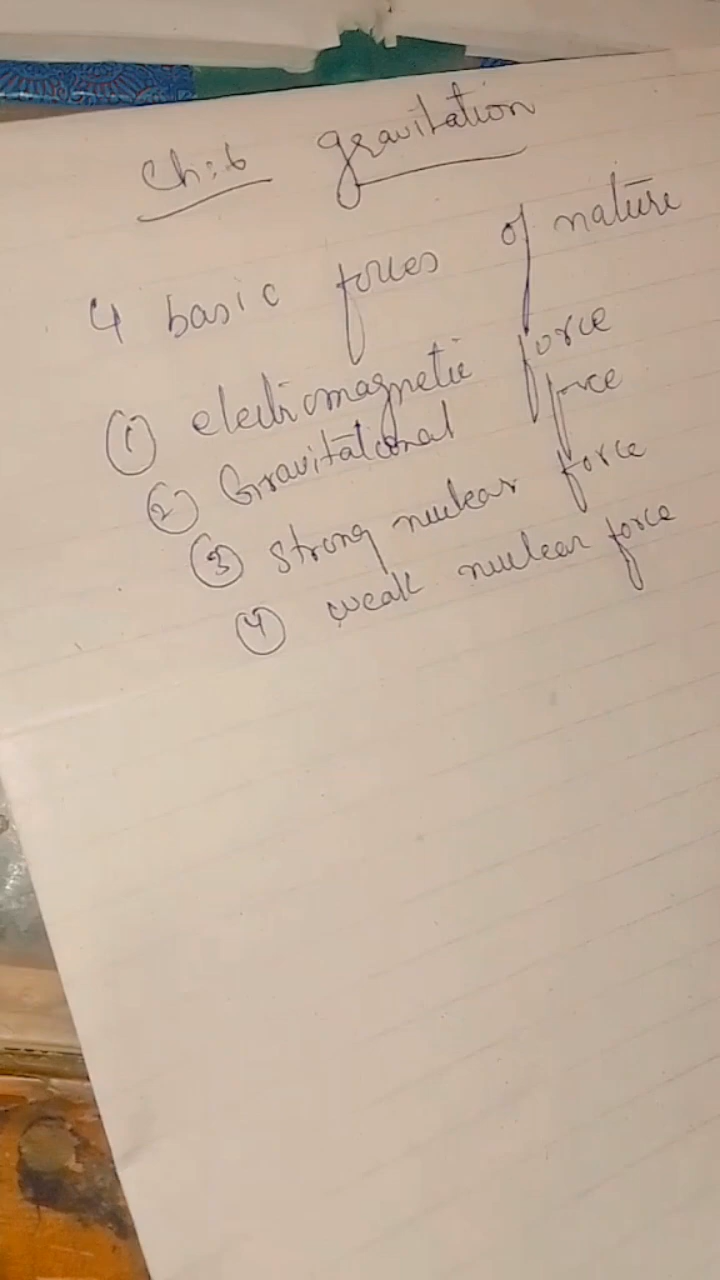 Ch:6 gravitation
4 basic forces of nature
① electromagnetic force
② Gravitational force
③ strong nuclear force
④ weak nuclear force